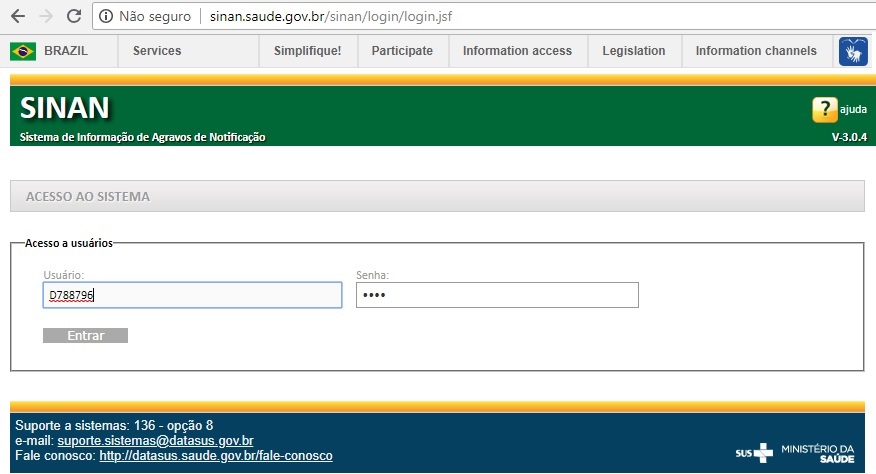 Não seguro sinan.saude.gov.br/sinan/login/login.jsf
BRAZIL Services Simplifique! Participate Information access Legislation Information channels
SINAN
? ajuda
Sistema de Informação de Agravos de Notificação V-3.0.4
ACESSO AO SISTEMA
Acesso a usuários
Usuário: Senha:
D788796 ••••
Entrar
Suporte a sistemas: 136 - opção 8
e-mail: suporte.sistemas@datasus.gov.br
Fale conosco: http://datasus.saude.gov.br/fale-conosco
SUS MINISTÉRIO DA
SAÚDE